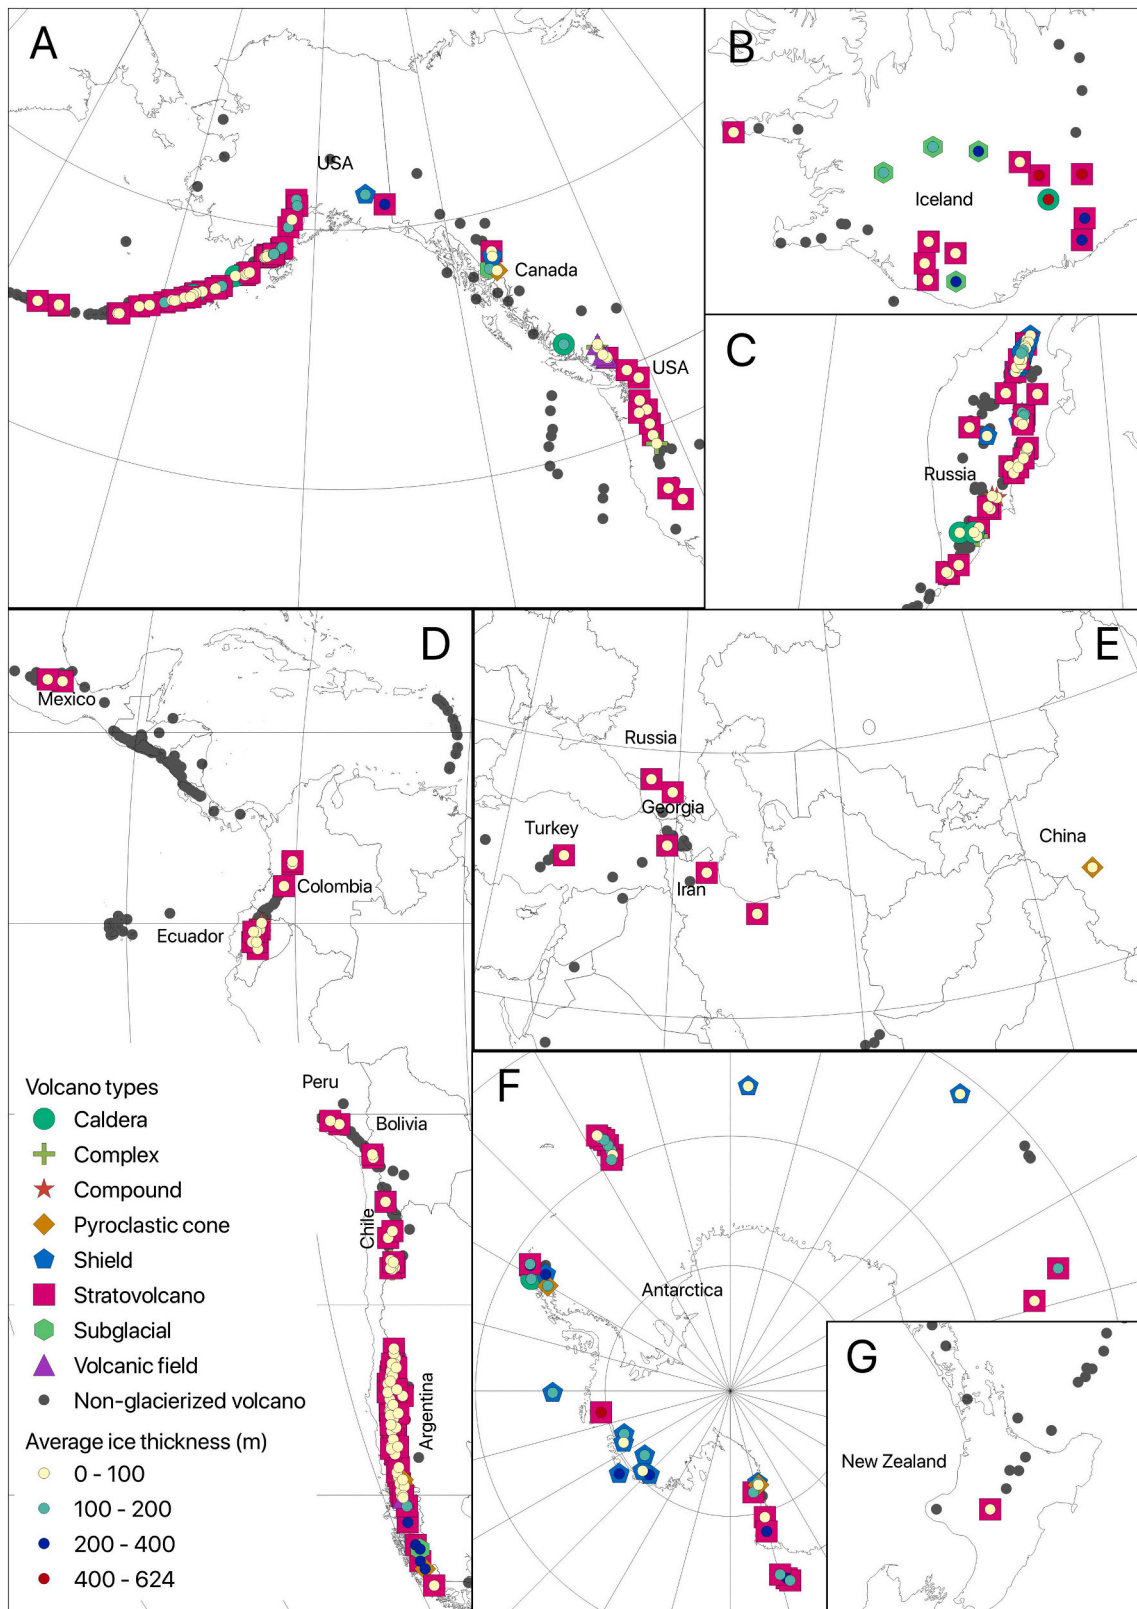 A
USA
Canada
USA
B
Iceland
C
Russia
D
Mexico
Colombia
Ecuador
Peru
Bolivia
Chile
Argentina
Volcano types
Caldera
Complex
Compound
Pyroclastic cone
Shield
Stratovolcano
Subglacial
Volcanic field
Non-glacierized volcano
Average ice thickness (m)
0 - 100
100 - 200
200 - 400
400 - 624
E
Russia
Georgia
Turkey
China
Iran
F
Antarctica
G
New Zealand